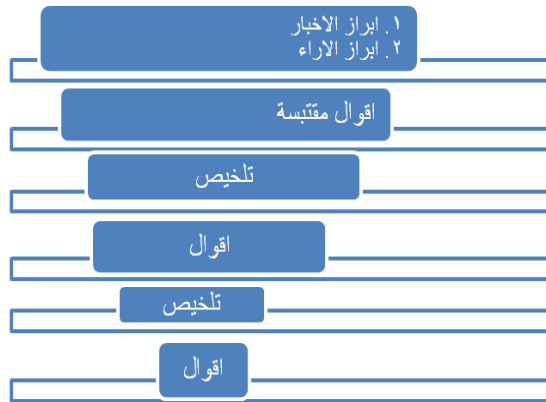 ١. ابراز الاخبار
٢. ابراز الاراء
اقوال مقتبسة
تلخيص
اقوال
تلخيص
اقوال